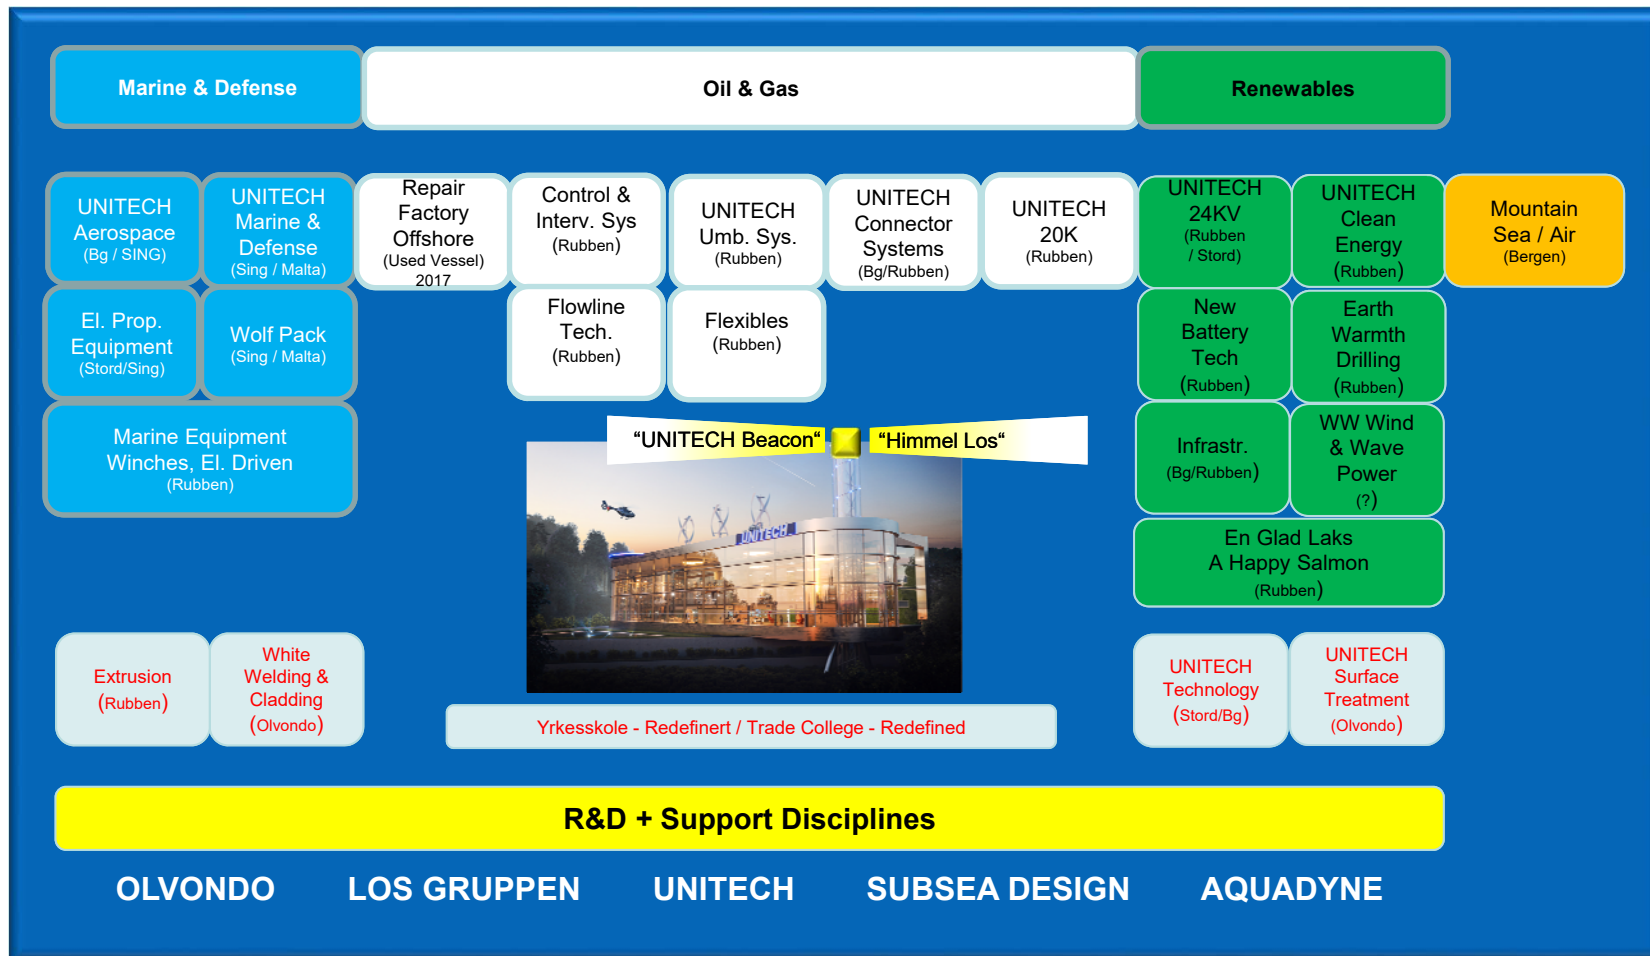 Marine & Defense
Oil & Gas
Renewables
UNITECH
Aerospace
(Bg / SING)
UNITECH
Marine &
Defense
(Sing / Malta)
Repair
Factory
Offshore
(Used Vessel)
2017
Control &
Interv. Sys
(Rubben)
UNITECH
Umb. Sys.
(Rubben)
UNITECH
Connector
Systems
(Bg/Rubben)
UNITECH
20K
(Rubben)
UNITECH
24KV
(Rubben
/ Stord)
UNITECH
Clean
Energy
(Rubben)
Mountain
Sea / Air
(Bergen)
El. Prop.
Equipment
(Stord/Sing)
Wolf Pack
(Sing / Malta)
Flowline
Tech.
(Rubben)
Flexibles
(Rubben)
New
Battery
Tech
(Rubben)
Earth
Warmth
Drilling
(Rubben)
Marine Equipment
Winches, El. Driven
(Rubben)
“UNITECH Beacon“
“Himmel Los“
Infrastr.
(Bg/Rubben)
WW Wind
& Wave
Power
(?)
UNITECH
En Glad Laks
A Happy Salmon
(Rubben)
Extrusion
(Rubben)
White
Welding &
Cladding
(Olvondo)
UNITECH
Technology
(Stord/Bg)
UNITECH
Surface
Treatment
(Olvondo)
Yrkesskole - Redefinert / Trade College - Redefined
R&D + Support Disciplines
OLVONDO
LOS GRUPPEN
UNITECH
SUBSEA DESIGN
AQUADYNE